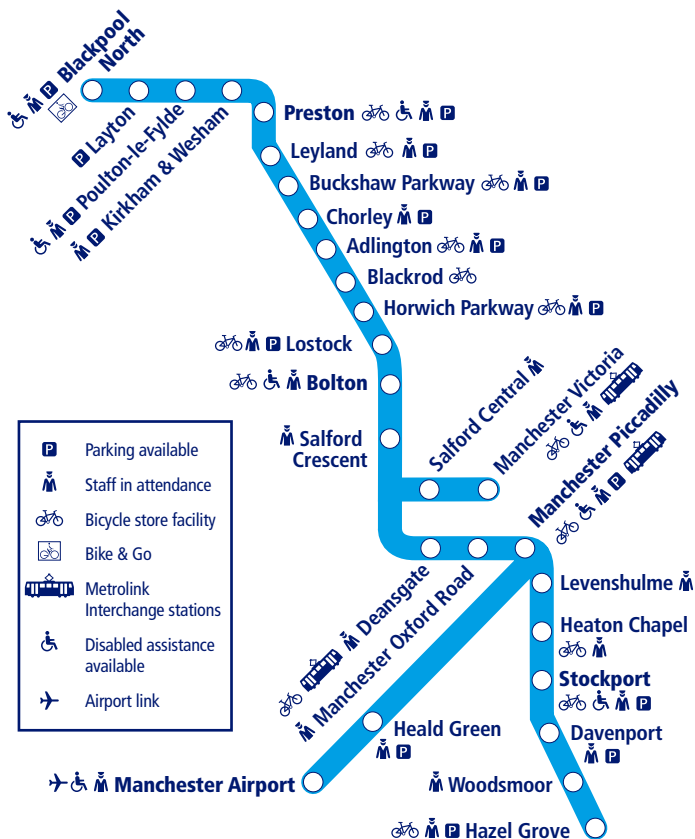 Blackpool
North
P
Layton
P
Poulton-le-Fylde
P
Kirkham & Wesham
P
Preston
P
Leyland
P
Buckshaw Parkway
P
Chorley
P
Adlington
P
Blackrod
Horwich Parkway
P
P
Lostock
Bolton
Salford
Crescent
Salford Central
Manchester Victoria
Manchester Piccadilly
P
Deansgate
Manchester Oxford Road
Levenshulme
Heaton Chapel
Stockport
P
Davenport
P
Woodsmoor
P
Hazel Grove
Heald Green
P
Manchester Airport
P
Parking available
Staff in attendance
Bicycle store facility
Bike & Go
Metrolink
Interchange stations
Disabled assistance
available
Airport link